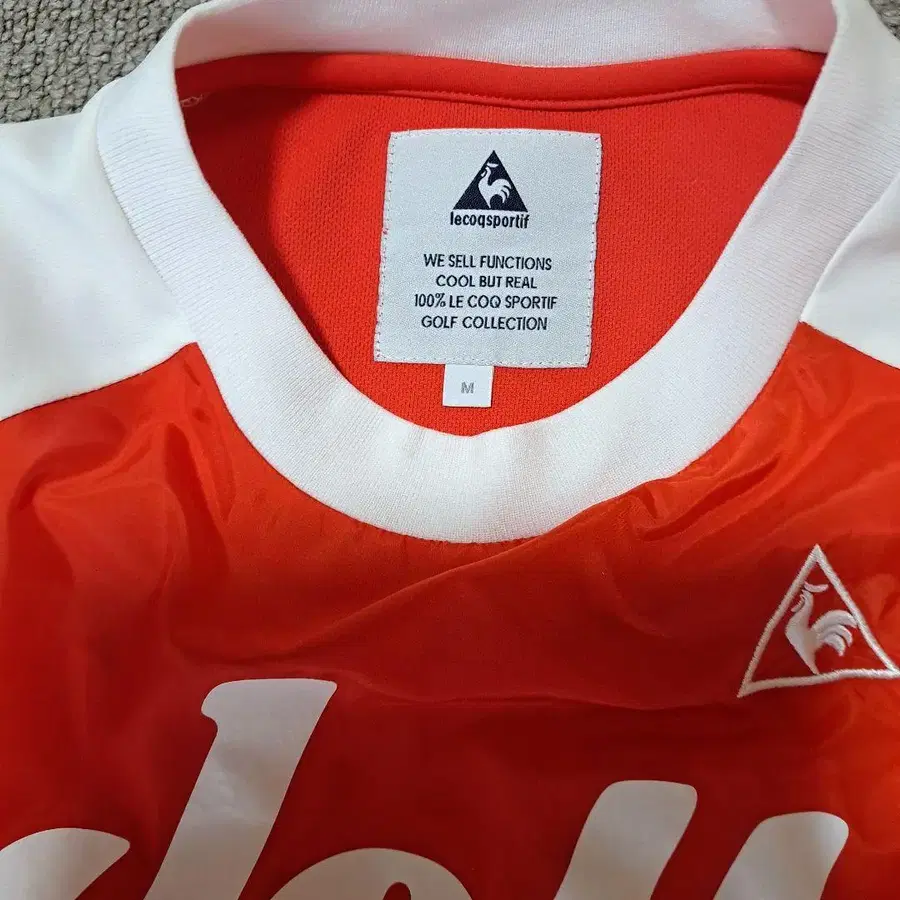 lecoqsportif
WE SELL FUNCTIONS
COOL BUT REAL
100% LE COQ SPORTIF
GOLF COLLECTION
M